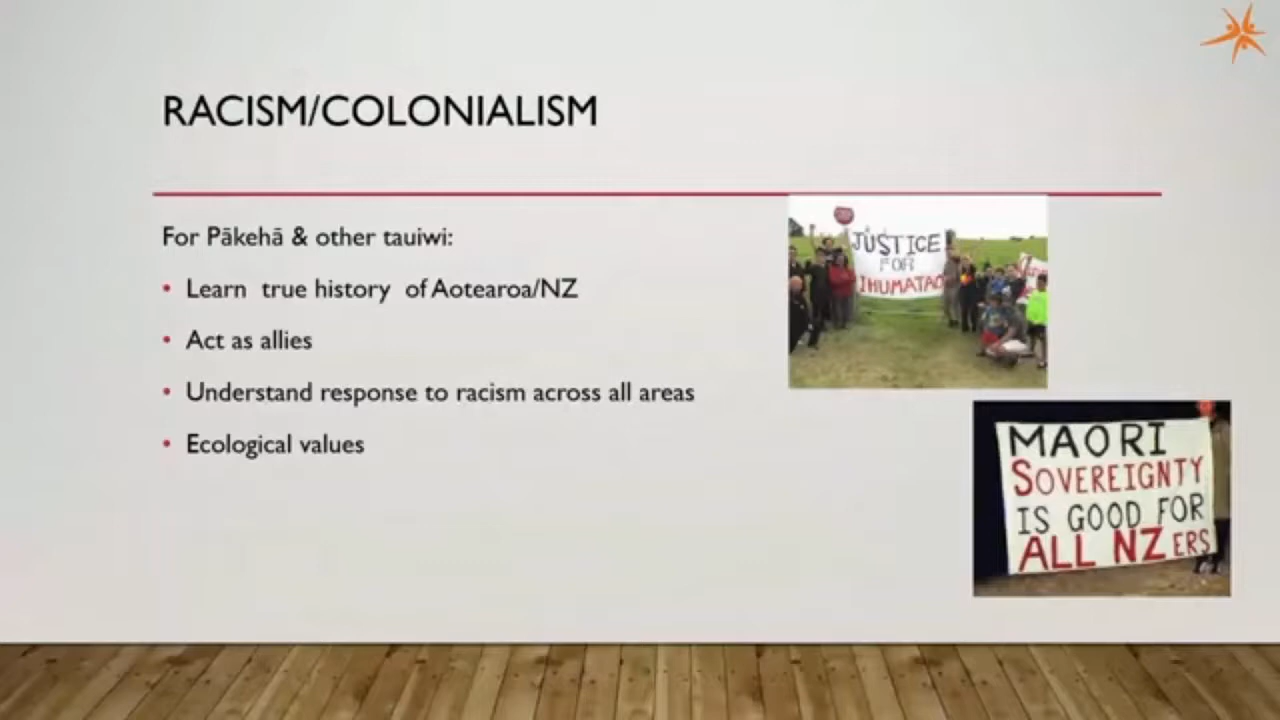 RACISM/COLONIALISM
For Pākehā & other tauiwi:
Learn true history of Aotearoa/NZ
Act as allies
Understand response to racism across all areas
Ecological values
JUSTICE
FOR
IHUMATAO
MAORI
SOVEREIGNTY
IS GOOD FOR
ALL NZERS